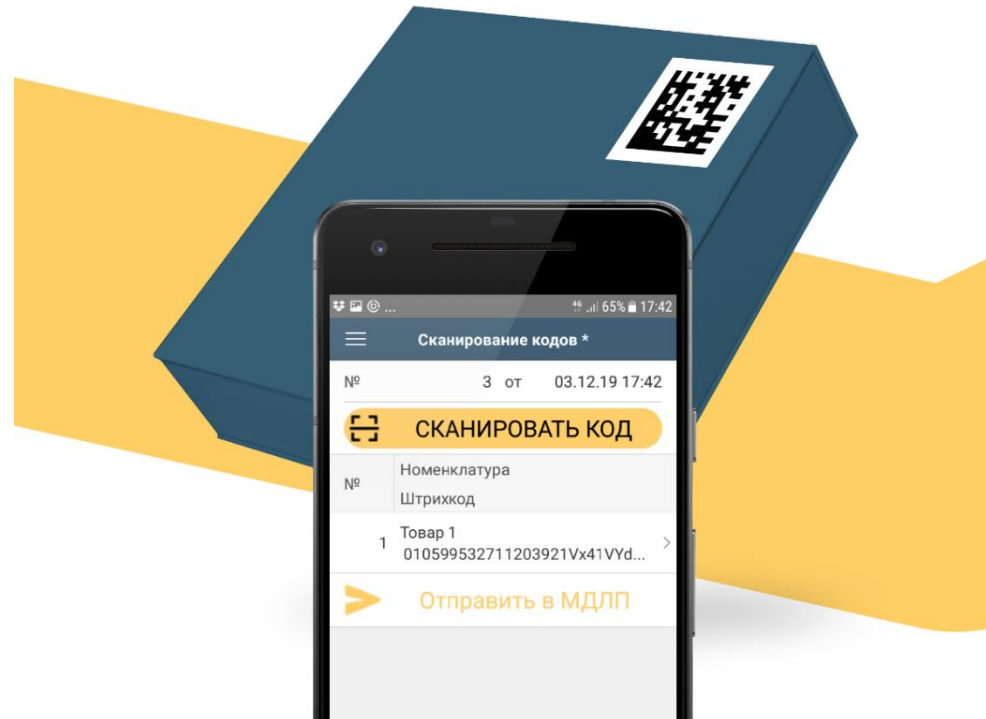 ... 4G 65% 17:42
Сканирование кодов *
№ 3 от 03.12.19 17:42
СКАНИРОВАТЬ КОД
№
Номенклатура
Штрихкод
1
Товар 1
010599532711203921Vx41VYd...
Отправить в МДЛП